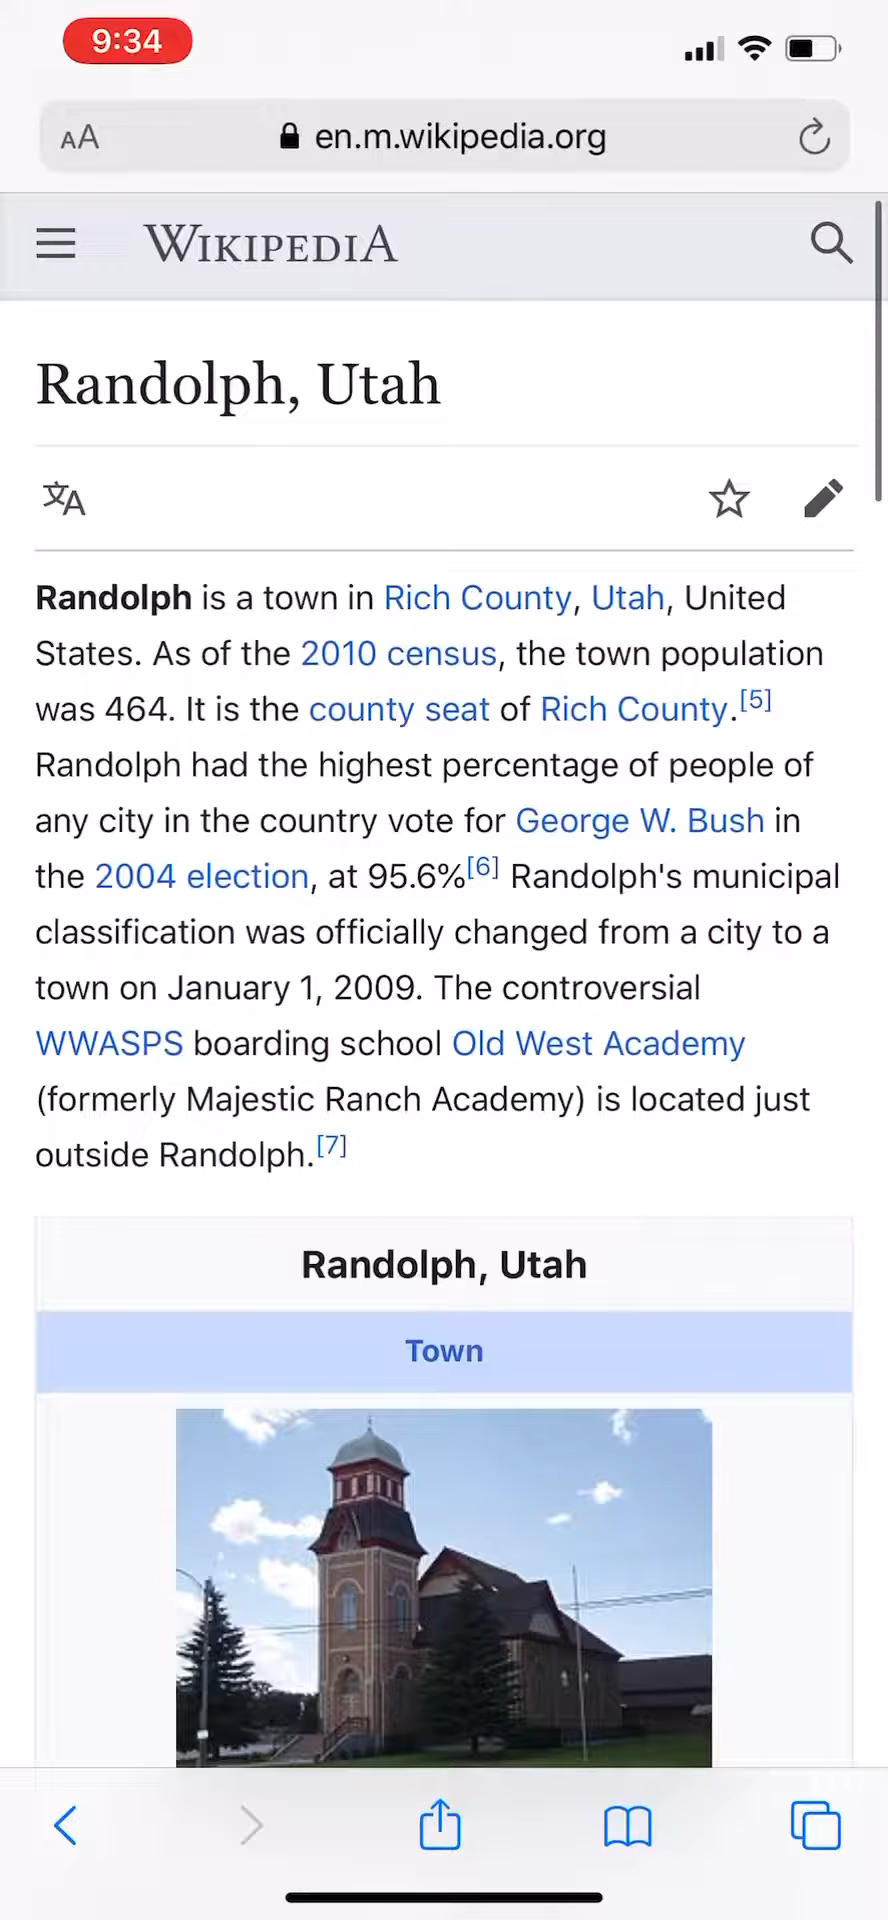 9:34
AA en.m.wikipedia.org
WIKIPEDIA
Randolph, Utah
文A
Randolph is a town in Rich County, Utah, United
States. As of the 2010 census, the town population
was 464. It is the county seat of Rich County.[5]
Randolph had the highest percentage of people of
any city in the country vote for George W. Bush in
the 2004 election, at 95.6%[6] Randolph's municipal
classification was officially changed from a city to a
town on January 1, 2009. The controversial
WWASPS boarding school Old West Academy
(formerly Majestic Ranch Academy) is located just
outside Randolph.[7]
Randolph, Utah
Town